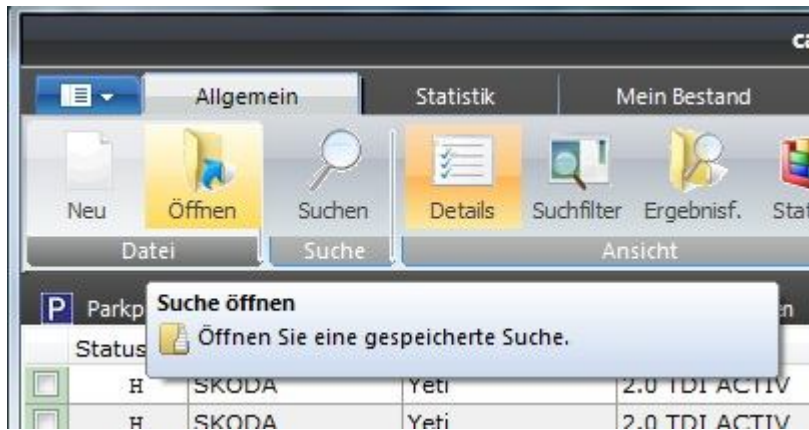 Allgemein Statistik Mein Bestand
Neu Öffnen Suchen Details Suchfilter Ergebnisf.
Datei Suche Ansicht
P
Suche öffnen
Öffnen Sie eine gespeicherte Suche.
Status
H SKODA Yeti 2.0 TDI ACTIV
H SKODA Yeti 2.0 TDI ACTIV